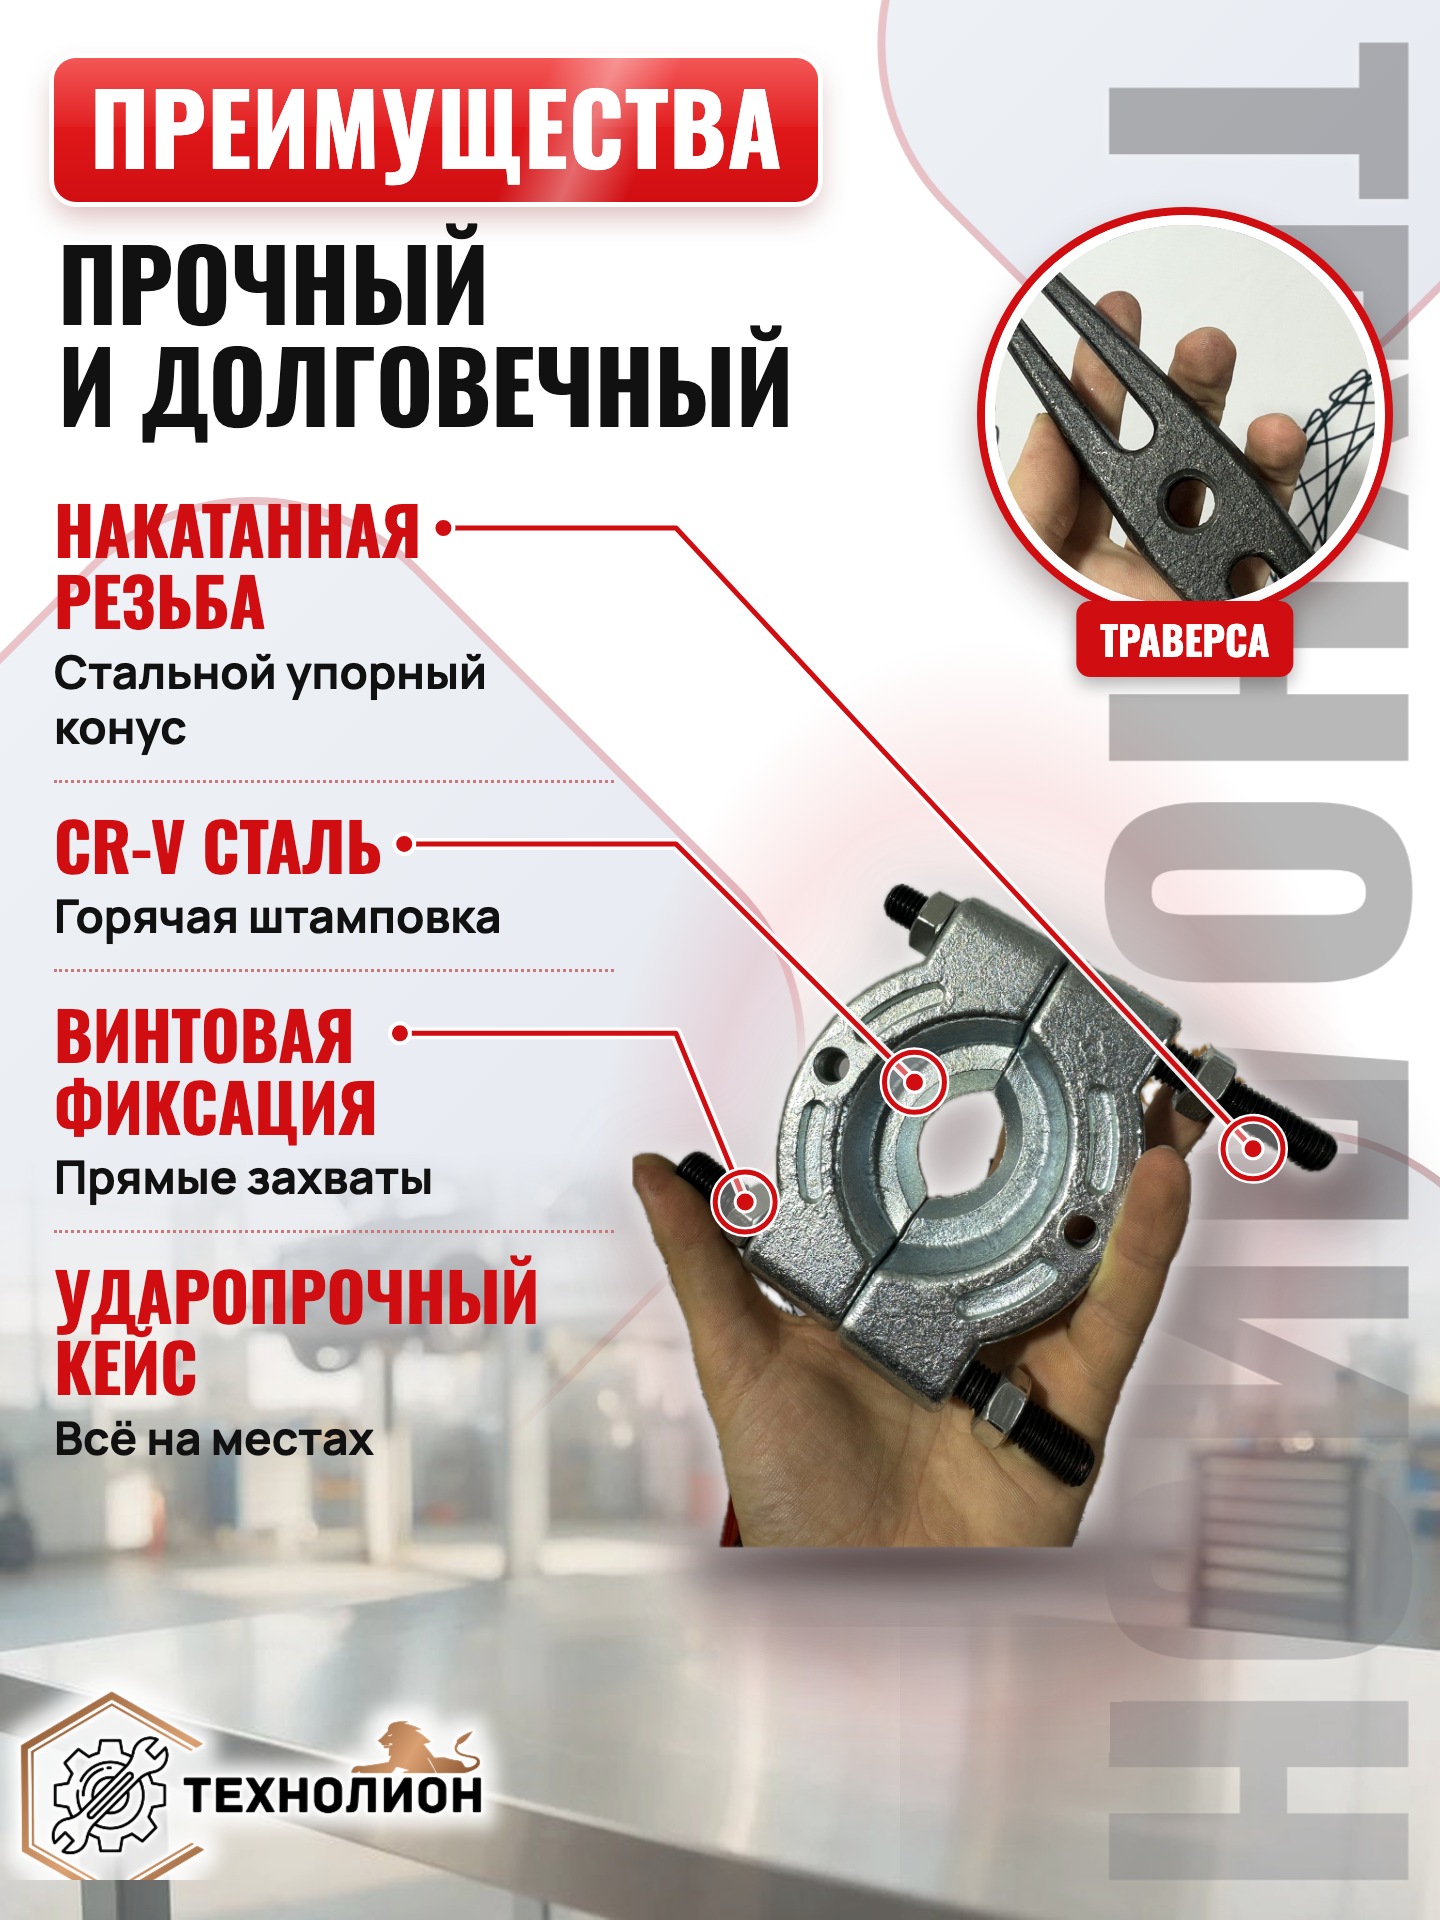 ПРЕИМУЩЕСТВА
ПРОЧНЫЙ
И ДОЛГОВЕЧНЫЙ
НАКАТАННАЯ
РЕЗЬБА
Стальной упорный
конус
CR-V СТАЛЬ
Горячая штамповка
ВИНТОВАЯ
ФИКСАЦИЯ
Прямые захваты
УДАРОПРОЧНЫЙ
КЕЙС
Всё на местах
ТРАВЕРСА
ТЕХНОЛИОН